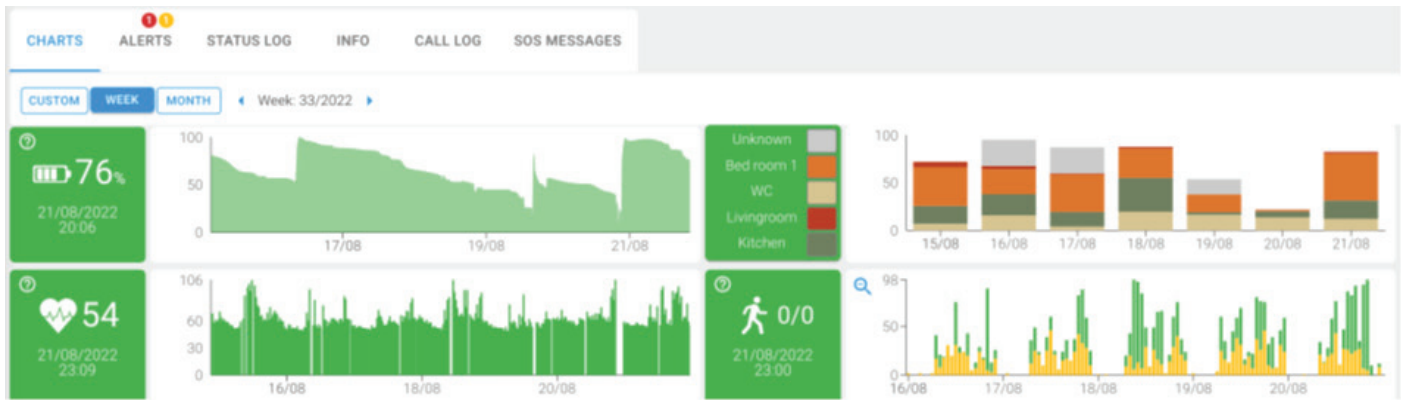 1 1
CHARTS ALERTS STATUS LOG INFO CALL LOG SOS MESSAGES
CUSTOM WEEK MONTH Week: 33/2022
76%
21/08/2022
20:06
100
50
0
17/08 19/08 21/08
Unknown
Bed room 1
WC
Livingroom
Kitchen
100
50
0
15/08 16/08 17/08 18/08 19/08 20/08 21/08
54
21/08/2022
23:09
106
60
30
0
16/08 18/08 20/08
0/0
21/08/2022
23:00
98
50
0
16/08 17/08 18/08 19/08 20/08